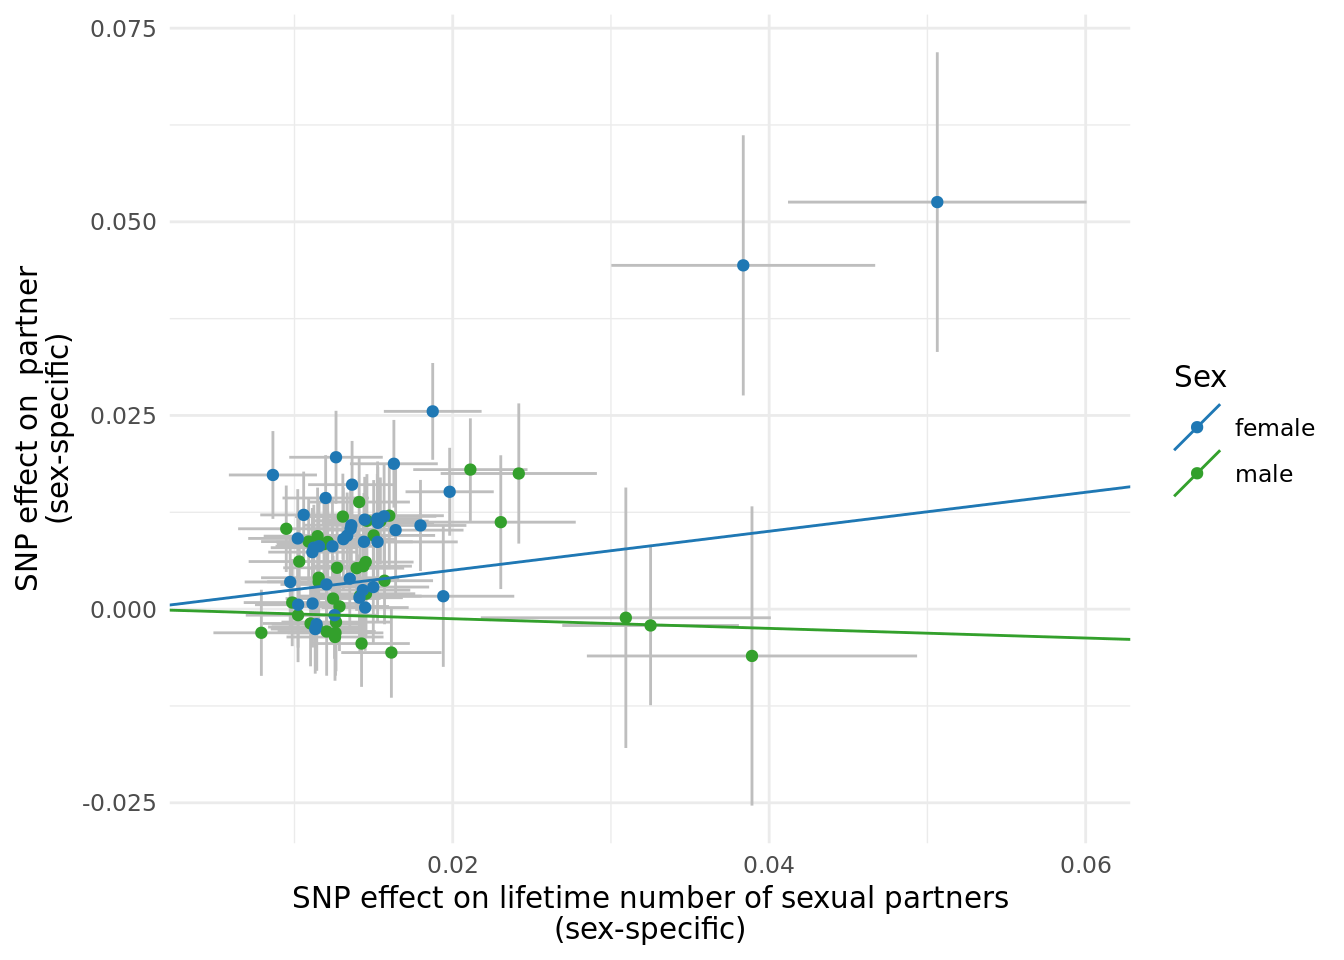 SNP effect on  partner
(sex-specific)
0.075
0.050
0.025
0.000
-0.025
0.02
0.04
0.06
SNP effect on lifetime number of sexual partners
(sex-specific)
Sex
female
male